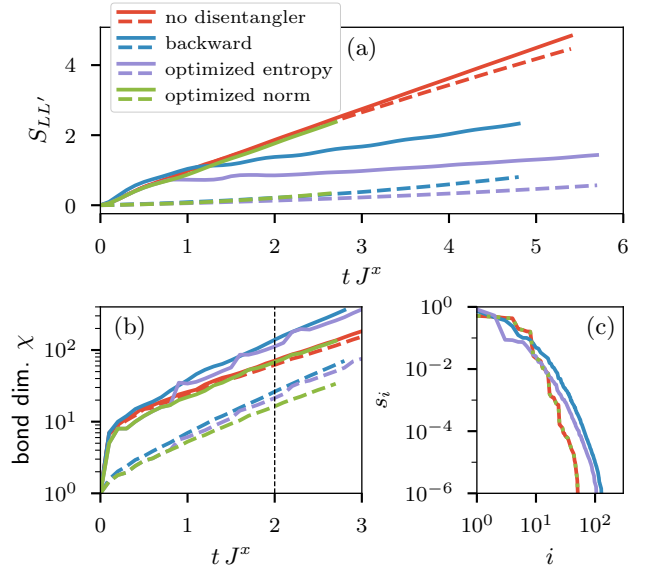 no disentangler
backward
optimized entropy
optimized norm
(a)
S_{LL'}
4
2
0
0 1 2 3 4 5 6
t J^x
(b)
bond dim. χ
10^2
10^1
10^0
0 1 2 3
t J^x
(c)
s_i
10^0
10^{-2}
10^{-4}
10^{-6}
10^0 10^1 10^2
i